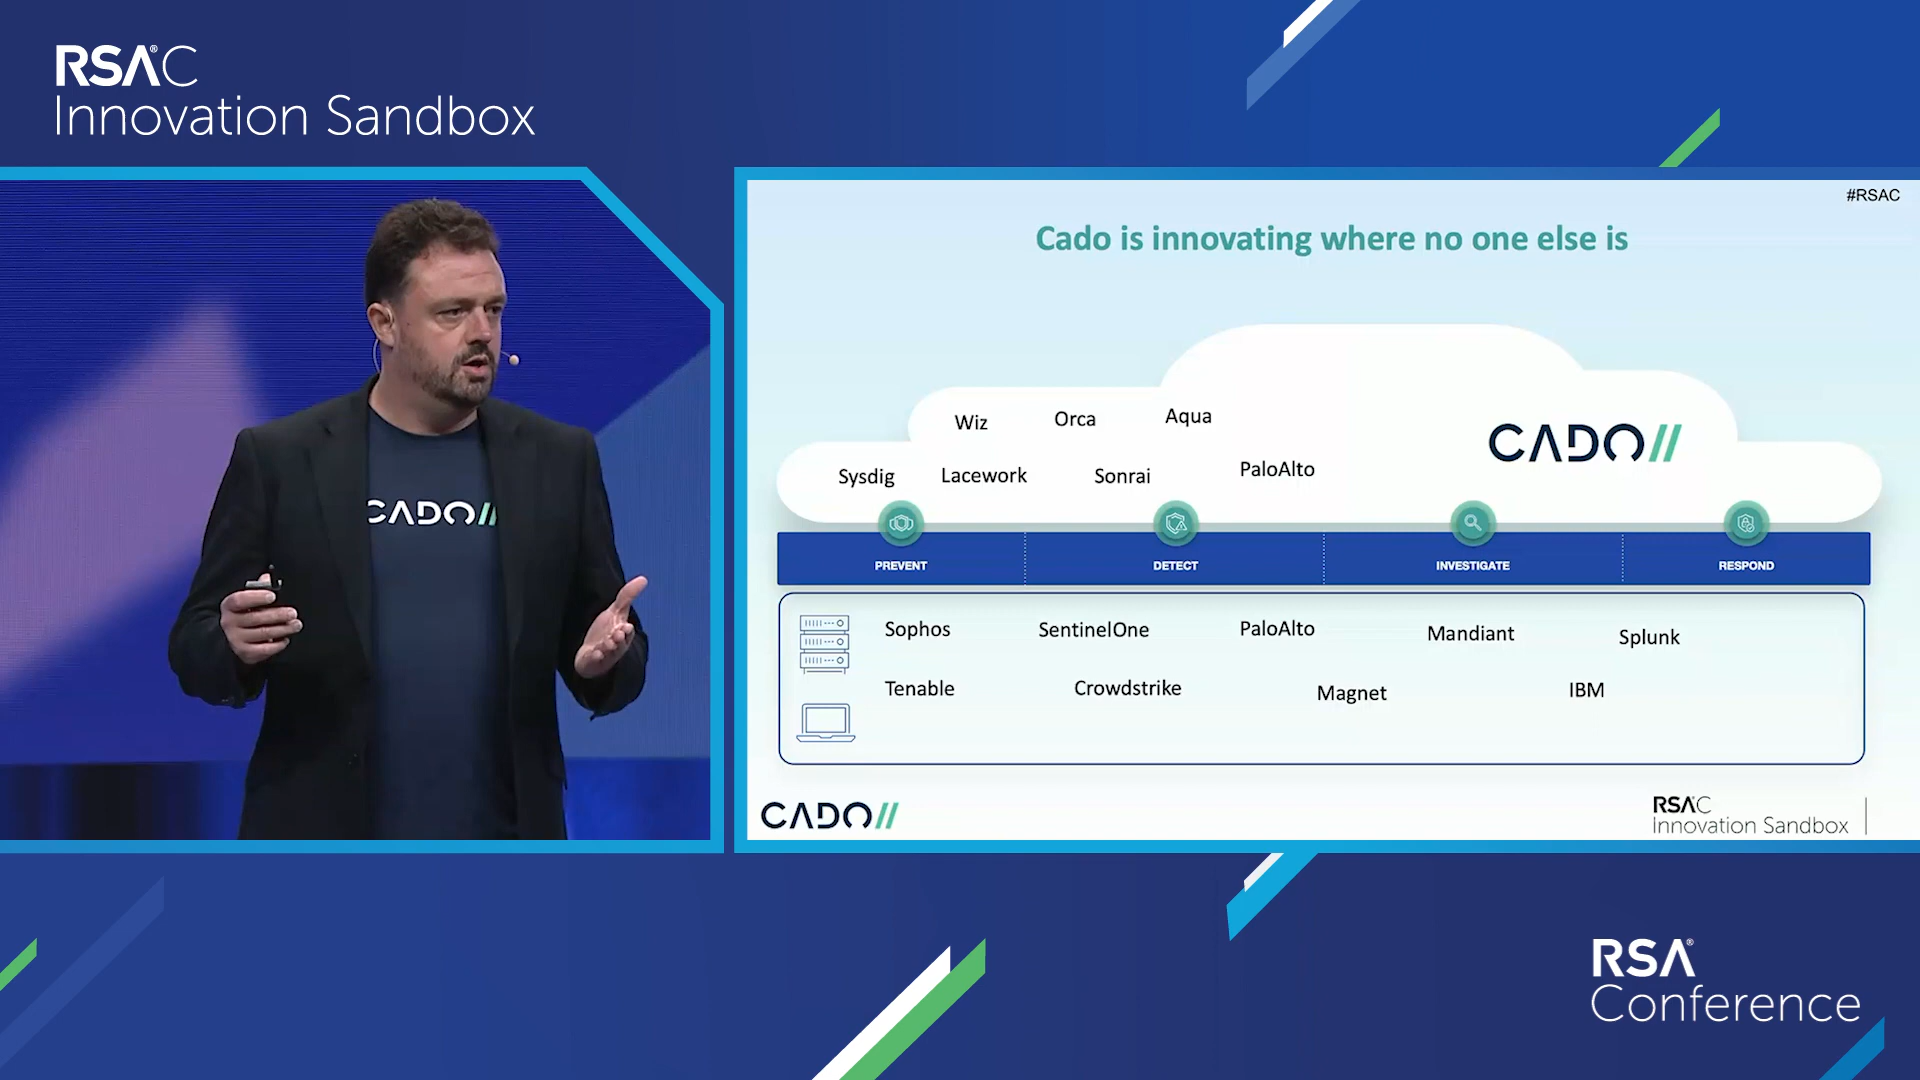 RSAC
Innovation Sandbox
CADO//
#RSAC
Cado is innovating where no one else is
Wiz Orca Aqua
CADO//
Sysdig Lacework Sonrai PaloAlto
PREVENT DETECT INVESTIGATE RESPOND
Sophos SentinelOne PaloAlto Mandiant Splunk
Tenable Crowdstrike Magnet IBM
CADO//
RSAC
Innovation Sandbox
RSA
Conference